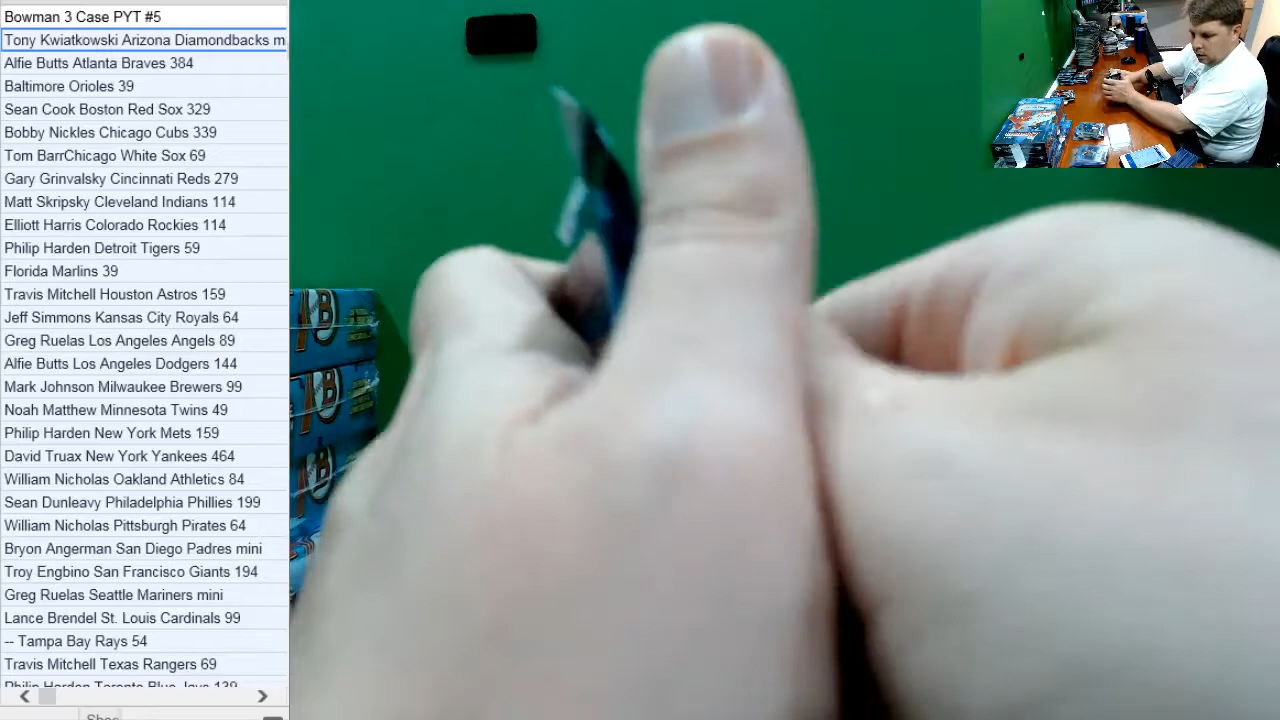 Bowman 3 Case PYT #5
Tony Kwiatkowski Arizona Diamondbacks m
Alfie Butts Atlanta Braves 384
Baltimore Orioles 39
Sean Cook Boston Red Sox 329
Bobby Nickles Chicago Cubs 339
Tom BarrChicago White Sox 69
Gary Grinvalsky Cincinnati Reds 279
Matt Skripsky Cleveland Indians 114
Elliott Harris Colorado Rockies 114
Philip Harden Detroit Tigers 59
Florida Marlins 39
Travis Mitchell Houston Astros 159
Jeff Simmons Kansas City Royals 64
Greg Ruelas Los Angeles Angels 89
Alfie Butts Los Angeles Dodgers 144
Mark Johnson Milwaukee Brewers 99
Noah Matthew Minnesota Twins 49
Philip Harden New York Mets 159
David Truax New York Yankees 464
William Nicholas Oakland Athletics 84
Sean Dunleavy Philadelphia Phillies 199
William Nicholas Pittsburgh Pirates 64
Bryon Angerman San Diego Padres mini
Troy Engbino San Francisco Giants 194
Greg Ruelas Seattle Mariners mini
Lance Brendel St. Louis Cardinals 99
-- Tampa Bay Rays 54
Travis Mitchell Texas Rangers 69
Philip Harden Toronto Blue Jays 139
B
B
B